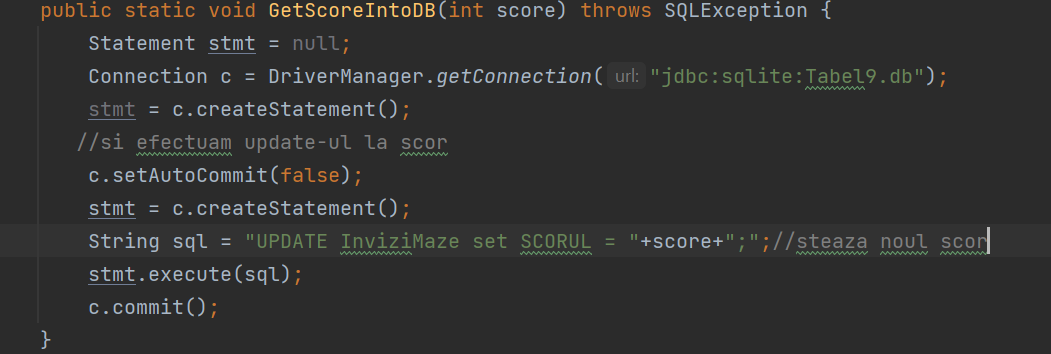 public static void GetScoreIntoDB(int score) throws SQLException {
Statement stmt = null;
Connection c = DriverManager.getConnection( url: "jdbc:sqlite:Tabel9.db");
stmt = c.createStatement();
//si efectuam update-ul la scor
c.setAutoCommit(false);
stmt = c.createStatement();
String sql = "UPDATE InviziMaze set SCORUL = "+score+";";//steaza noul scor
stmt.execute(sql);
c.commit();
}